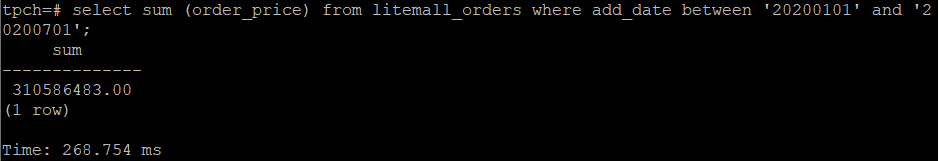 tpch=# select sum (order_price) from litemall_orders where add_date between '20200101' and '2
0200701';
     sum
--------------
 310586483.00
(1 row)

Time: 268.754 ms